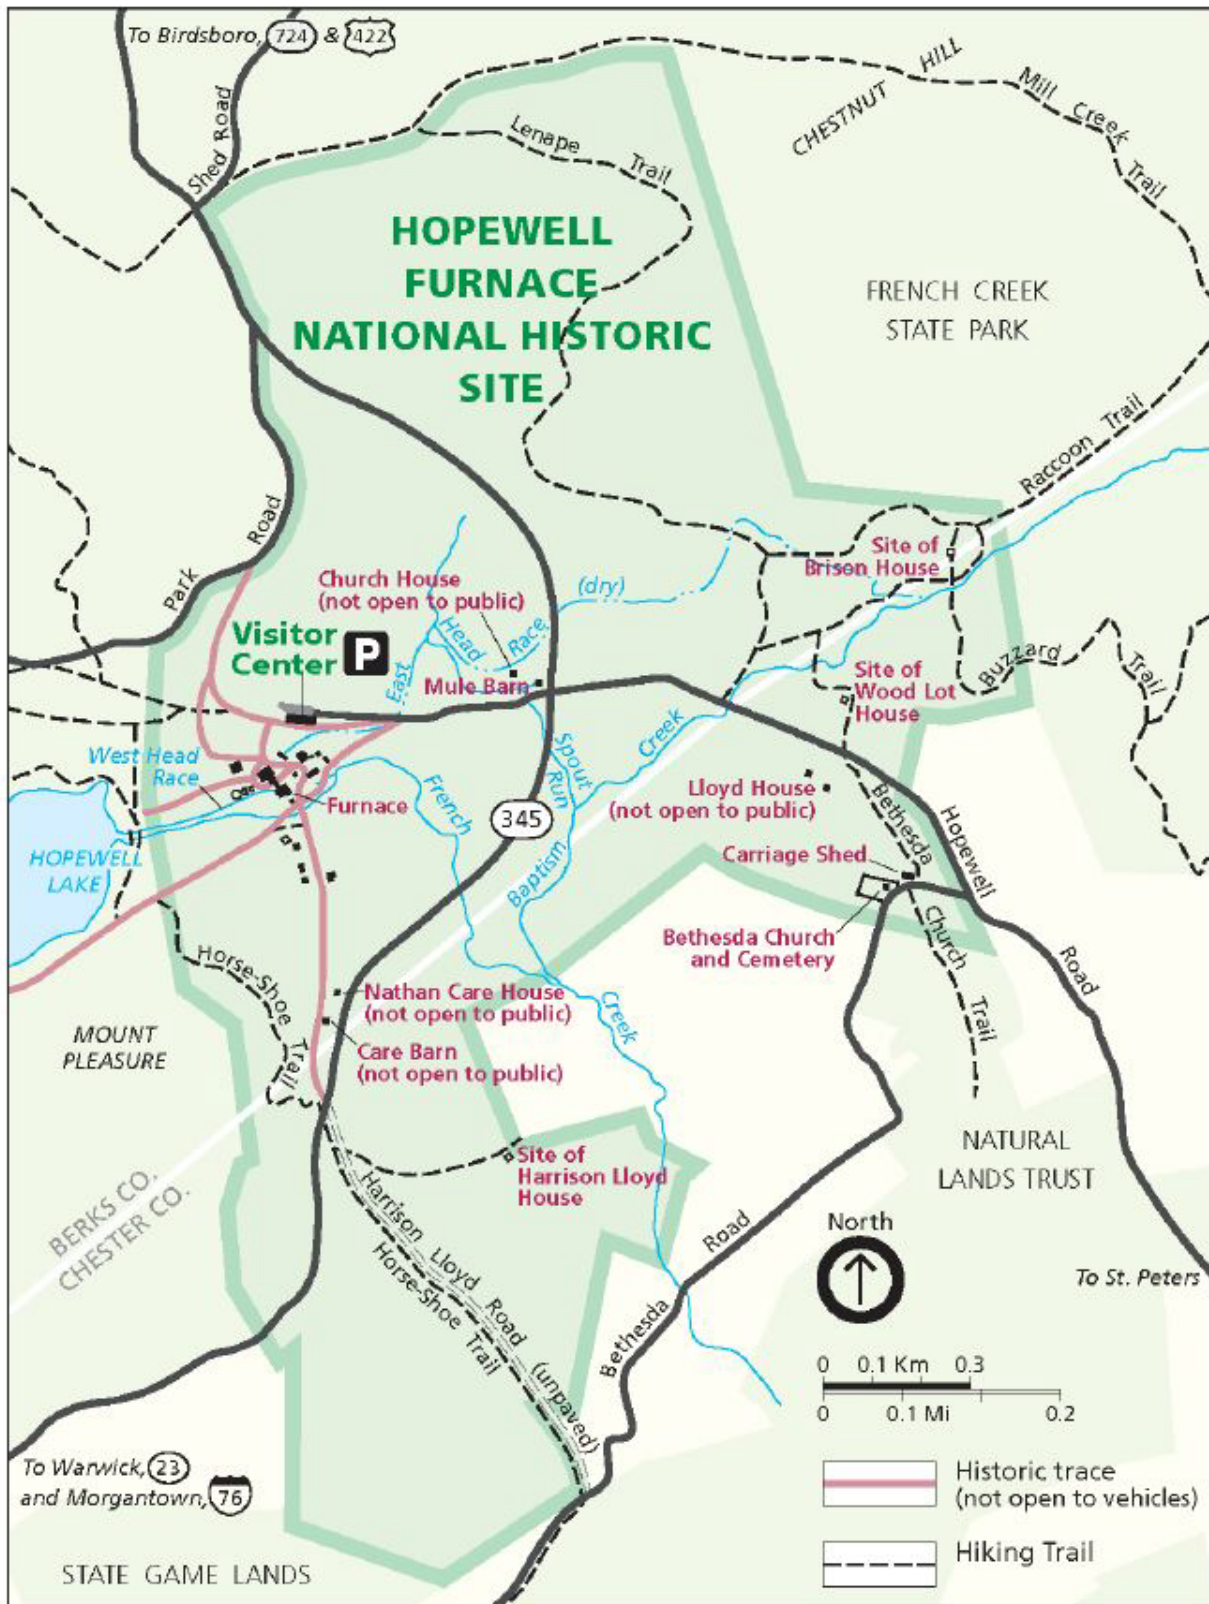 To Birdsboro, 724 & 422
Shed Road
Lenape Trail
CHESTNUT HILL
Mill Creek Trail
HOPEWELL
FURNACE
NATIONAL HISTORIC
SITE
FRENCH CREEK
STATE PARK
Raccoon Trail
Park Road
Church House
(not open to public)
(dry)
Site of
Brison House
Visitor
Center
P
East Head Race
Mule Barn
Buzzard Trail
Site of
Wood Lot
House
West Head
Race
Furnace
French Creek
Spout Run
Baptism Creek
345
Lloyd House
(not open to public)
HOPEWELL
LAKE
Carriage Shed
Bethesda Church Trail
Hopewell Road
Bethesda Church
and Cemetery
Horse-Shoe Trail
Nathan Care House
(not open to public)
Care Barn
(not open to public)
MOUNT
PLEASURE
NATURAL
LANDS TRUST
Site of
Harrison Lloyd
House
BERKS CO.
CHESTER CO.
Harrison Lloyd Road (unpaved)
Horse-Shoe Trail
Bethesda Road
North
To St. Peters
0 0.1 Km 0.3
0 0.1 Mi 0.2
To Warwick, 23
and Morgantown, 76
Historic trace
(not open to vehicles)
Hiking Trail
STATE GAME LANDS